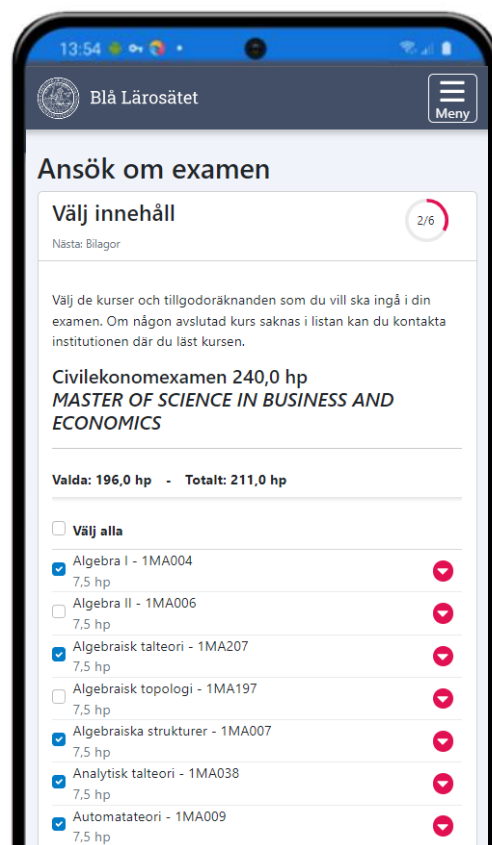 13:54
Blå Lärosätet
Meny
Ansök om examen
Välj innehåll
2/6
Nästa: Bilagor
Välj de kurser och tillgodoräknanden som du vill ska ingå i din
examen. Om någon avslutad kurs saknas i listan kan du kontakta
institutionen där du läst kursen.
Civilekonomexamen 240,0 hp
MASTER OF SCIENCE IN BUSINESS AND
ECONOMICS
Valda: 196,0 hp - Totalt: 211,0 hp
Välj alla
Algebra I - 1MA004
7,5 hp
Algebra II - 1MA006
7,5 hp
Algebraisk talteori - 1MA207
7,5 hp
Algebraisk topologi - 1MA197
7,5 hp
Algebraiska strukturer - 1MA007
7,5 hp
Analytisk talteori - 1MA038
7,5 hp
Automatateori - 1MA009
7,5 hp